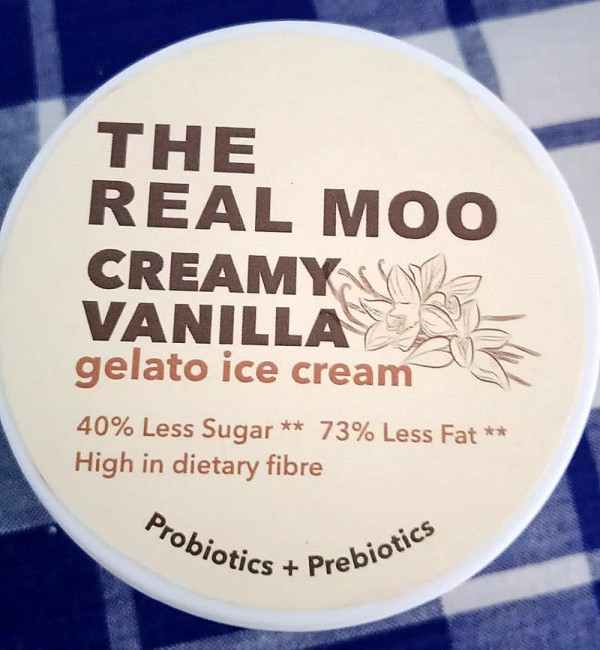 THE
REAL MOO
CREAMY
VANILLA
gelato ice cream
40% Less Sugar ** 73% Less Fat **
High in dietary fibre
Probiotics + Prebiotics